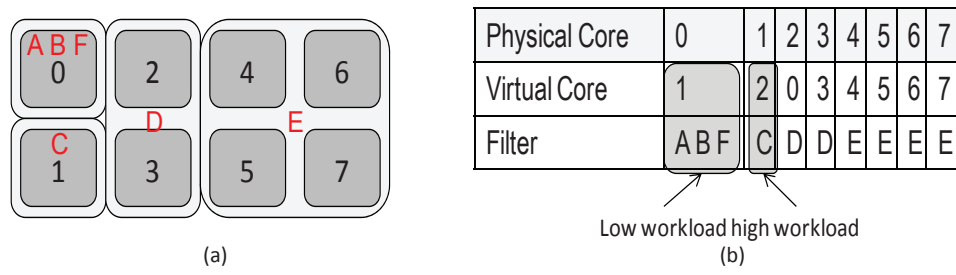 A B F
0 2 4 6
D E
C
1 3 5 7
(a)
Physical Core 0 1 2 3 4 5 6 7
Virtual Core 1 2 0 3 4 5 6 7
Filter A B F C D D E E E E
Low workload high workload
(b)